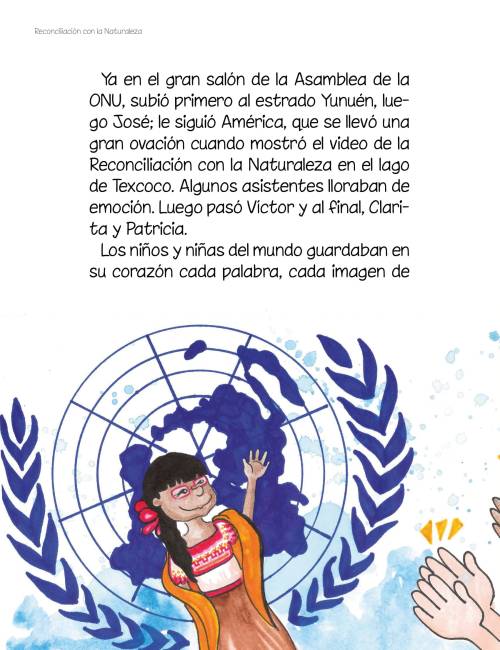 Reconciliación con la Naturaleza
Ya en el gran salón de la Asamblea de la
ONU, subió primero al estrado Yunuén, lue-
go José; le siguió América, que se llevó una
gran ovación cuando mostró el video de la
Reconciliación con la Naturaleza en el lago
de Texcoco. Algunos asistentes lloraban de
emoción. Luego pasó Víctor y al final, Clari-
ta y Patricia.
Los niños y niñas del mundo guardaban en
su corazón cada palabra, cada imagen de